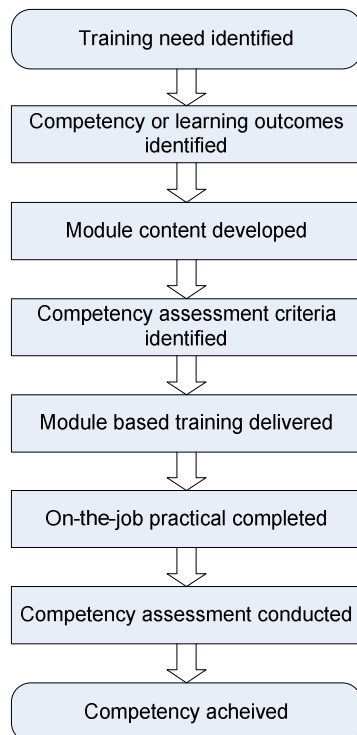 Training need identified
Competency or learning outcomes
identified
Module content developed
Competency assessment criteria
identified
Module based training delivered
On-the-job practical completed
Competency assessment conducted
Competency acheived